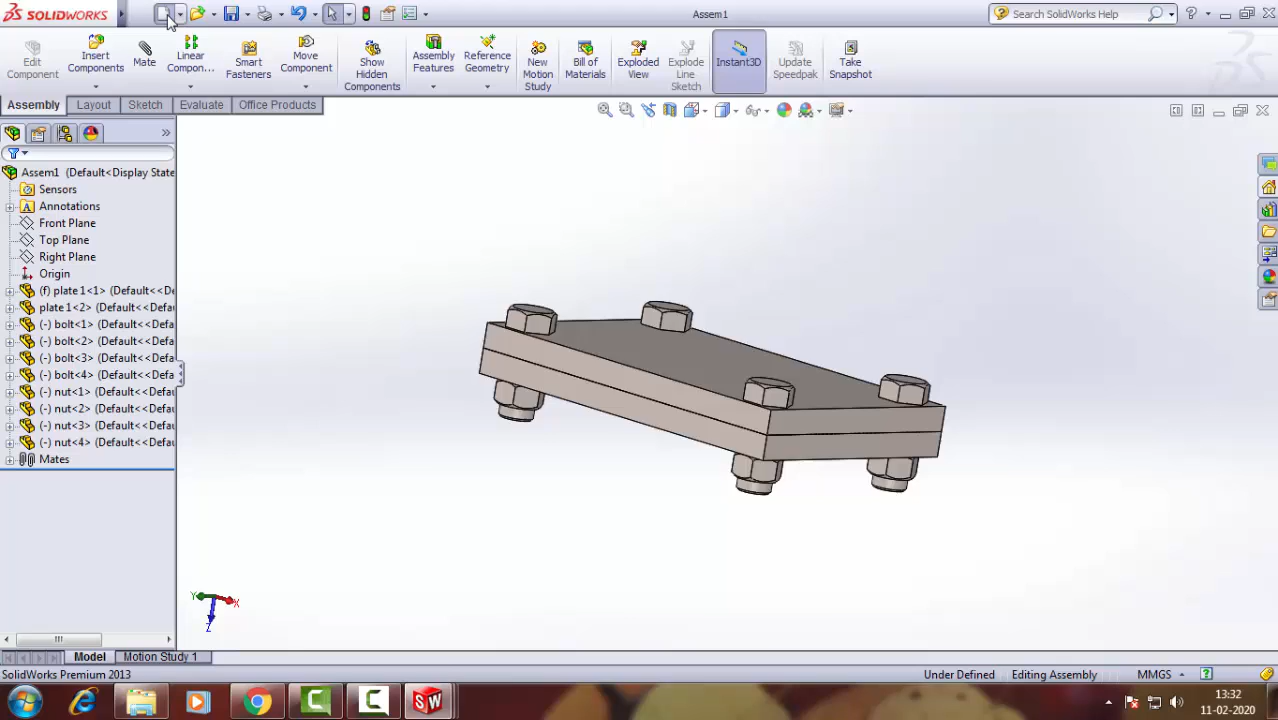 SOLIDWORKS
Assem1
Search SolidWorks Help
Edit Component
Insert Components
Mate
Linear Compon...
Smart Fasteners
Move Component
Show Hidden Components
Assembly Features
Reference Geometry
New Motion Study
Bill of Materials
Exploded View
Explode Line Sketch
Instant3D
Update Speedpak
Take Snapshot
Assembly
Layout
Sketch
Evaluate
Office Products
Assem1 (Default<Display State
Sensors
Annotations
Front Plane
Top Plane
Right Plane
Origin
(f) plate 1<1> (Default<<De
plate 1<2> (Default<<Defau
(-) bolt<1> (Default<<Defa
(-) bolt<2> (Default<<Defa
(-) bolt<3> (Default<<Defa
(-) bolt<4> (Default<<Defa
(-) nut<1> (Default<<Defau
(-) nut<2> (Default<<Defau
(-) nut<3> (Default<<Defau
(-) nut<4> (Default<<Defau
Mates
Y
X
Z
Model
Motion Study 1
SolidWorks Premium 2013
Under Defined
Editing Assembly
MMGS
13:32
11-02-2020